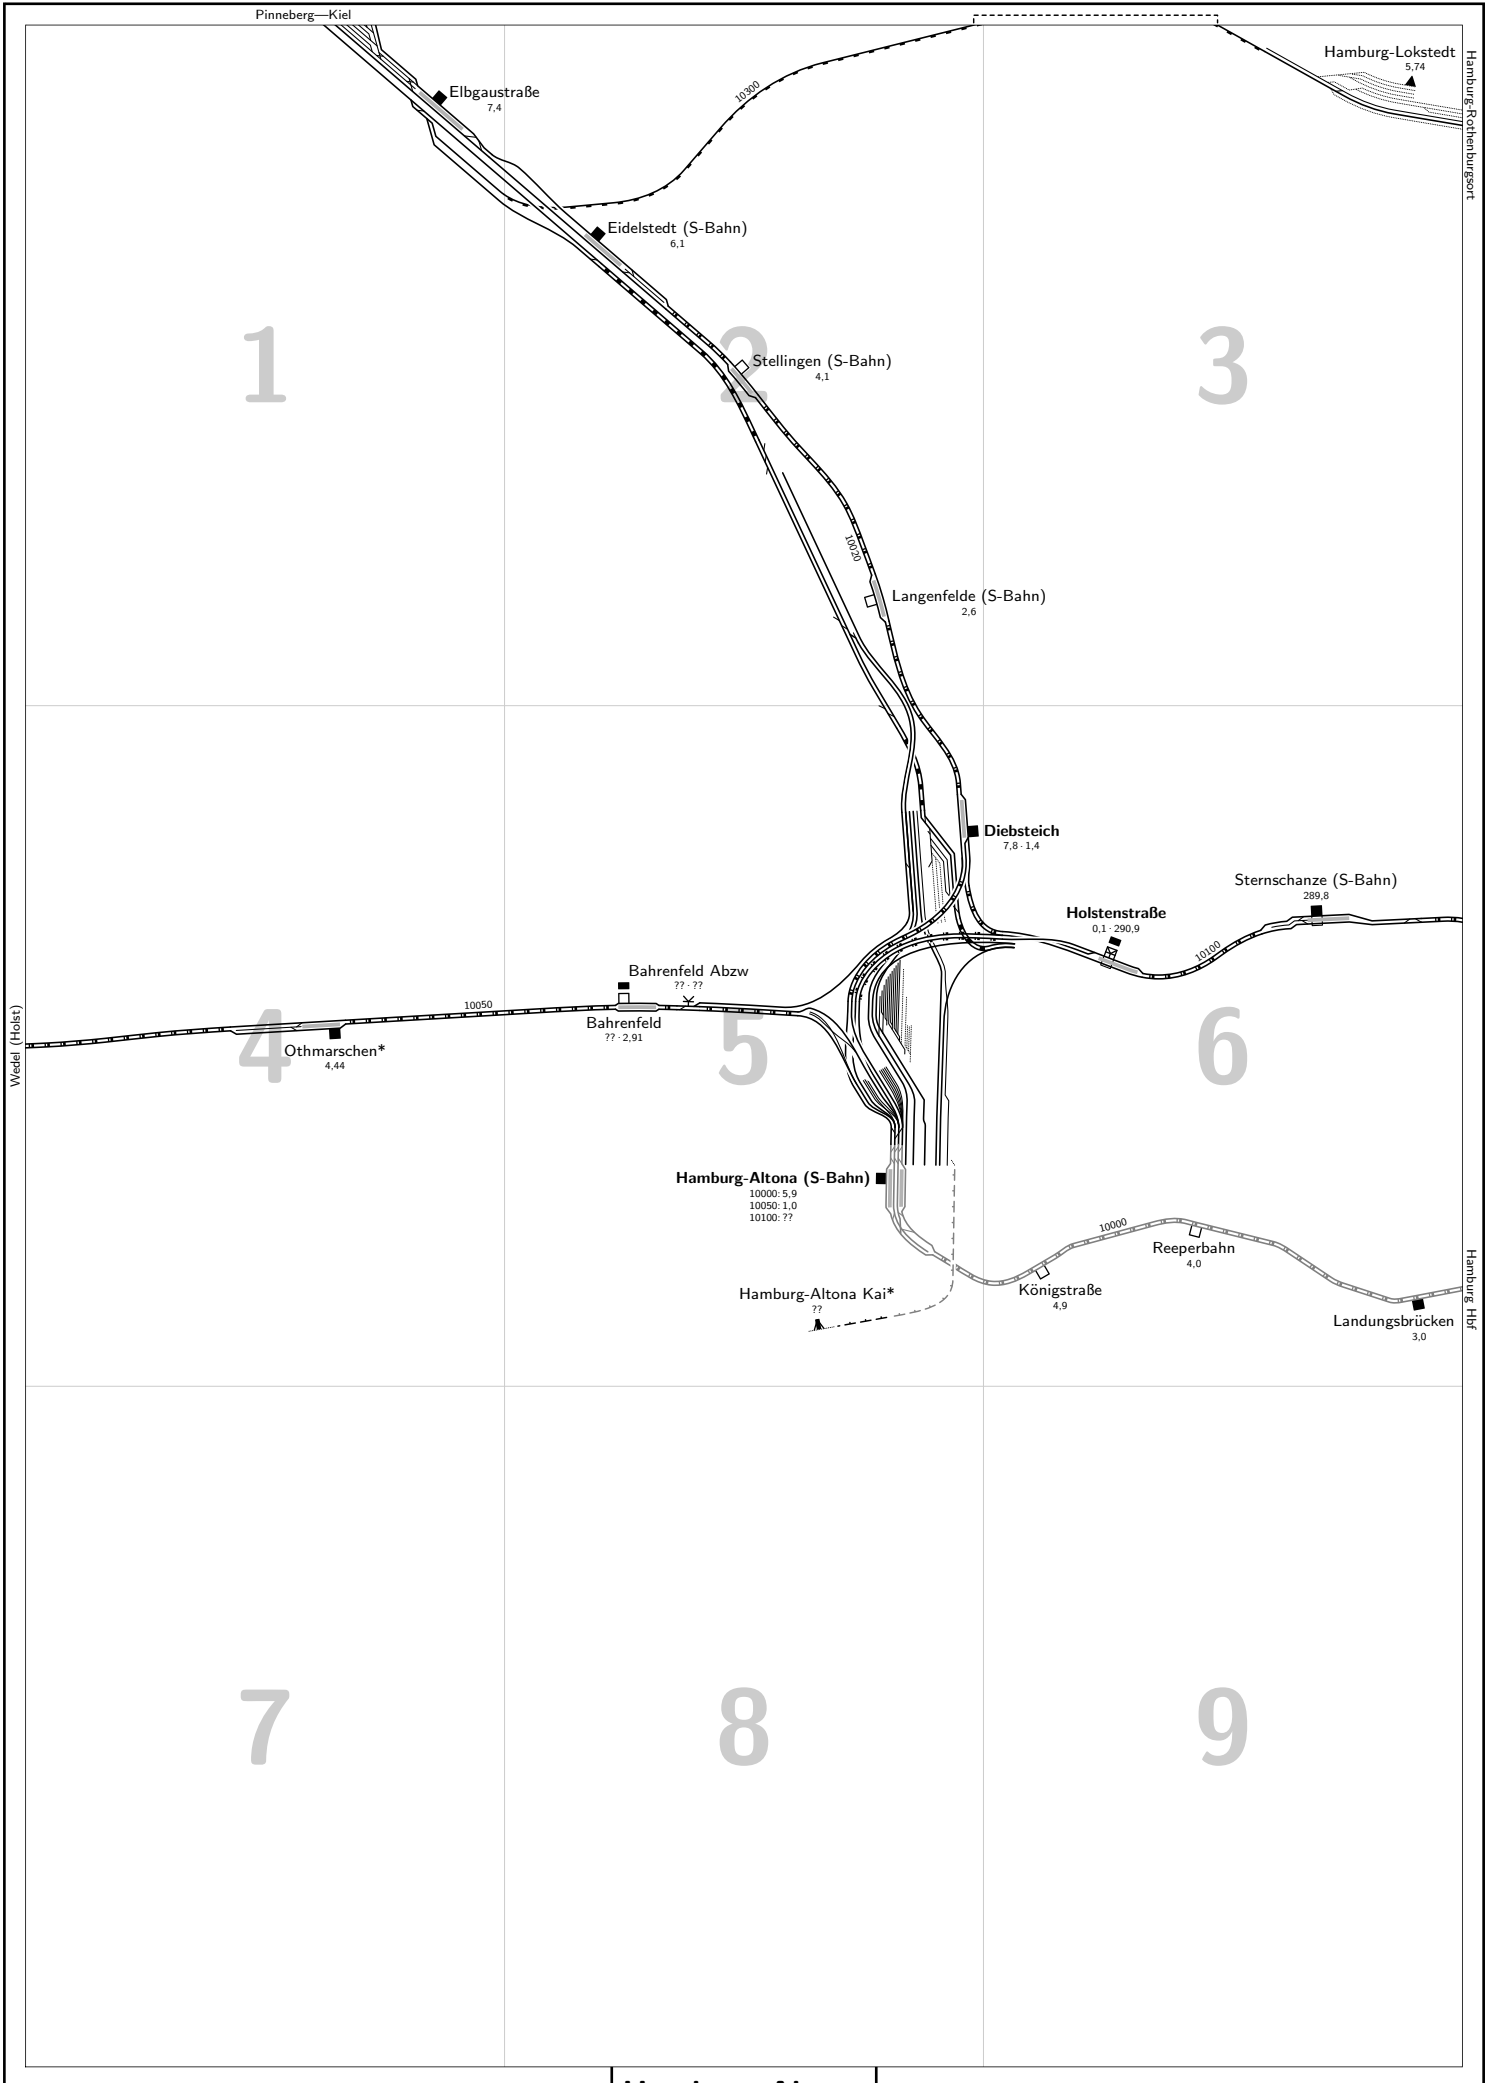 Pinneberg—Kiel
Hamburg-Lokstedt
5,74
Hamburg-Rothenburgsort
Elbgaustraße
7,4
10300
Eidelstedt (S-Bahn)
6,1
1
2
3
Stellingen (S-Bahn)
4,1
10020
Langenfelde (S-Bahn)
2,6
Diebsteich
7,8 · 1,4
Sternschanze (S-Bahn)
289,8
Holstenstraße
0,1 · 290,9
10100
Bahrenfeld Abzw
?? · ??
10050
Bahrenfeld
?? · 2,91
Wedel (Holst)
Othmarschen*
4,44
4
5
6
Hamburg-Altona (S-Bahn)
10000: 5,9
10050: 1,0
10100: ??
10000
Reeperbahn
4,0
Königstraße
4,9
Hamburg-Altona Kai*
??
Landungsbrücken
3,0
Hamburg Hbf
7
8
9